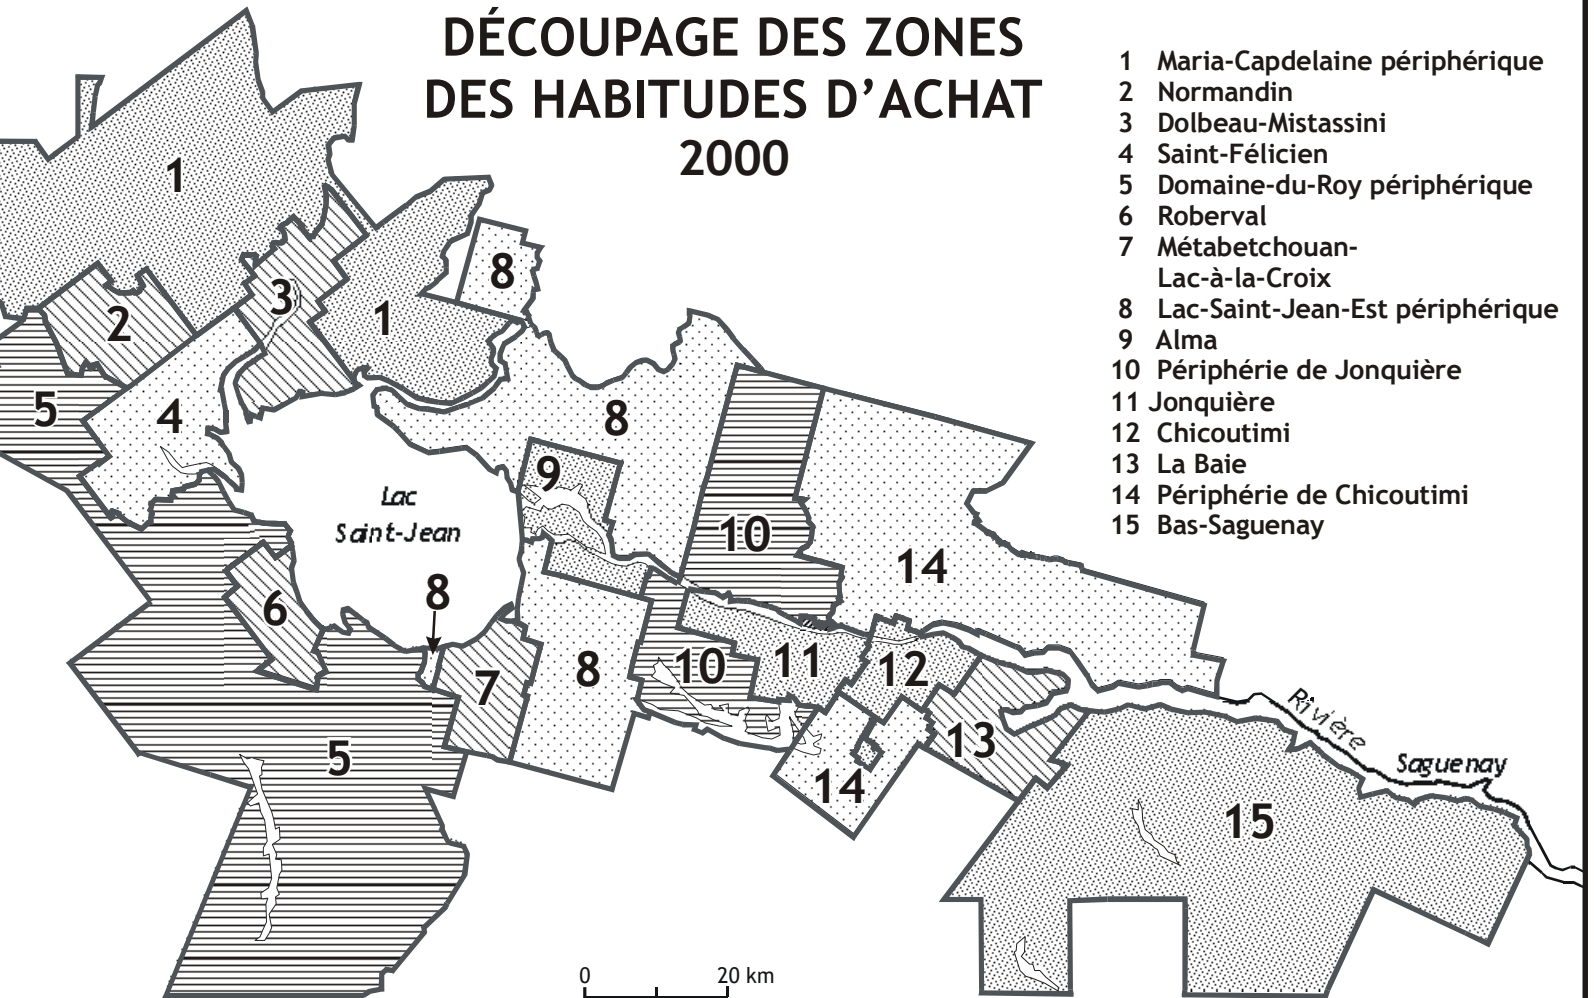 DÉCOUPAGE DES ZONES
DES HABITUDES D'ACHAT
2000
1 Maria-Capdelaine périphérique
2 Normandin
3 Dolbeau-Mistassini
4 Saint-Félicien
5 Domaine-du-Roy périphérique
6 Roberval
7 Métabetchouan-
Lac-à-la-Croix
8 Lac-Saint-Jean-Est périphérique
9 Alma
10 Périphérie de Jonquière
11 Jonquière
12 Chicoutimi
13 La Baie
14 Périphérie de Chicoutimi
15 Bas-Saguenay
1
8
3
1
2
5
4
8
9
Lac
Saint-Jean
10
14
8
6
11
12
10
8
7
13
5
14
15
Rivière
Saguenay
0 20 km